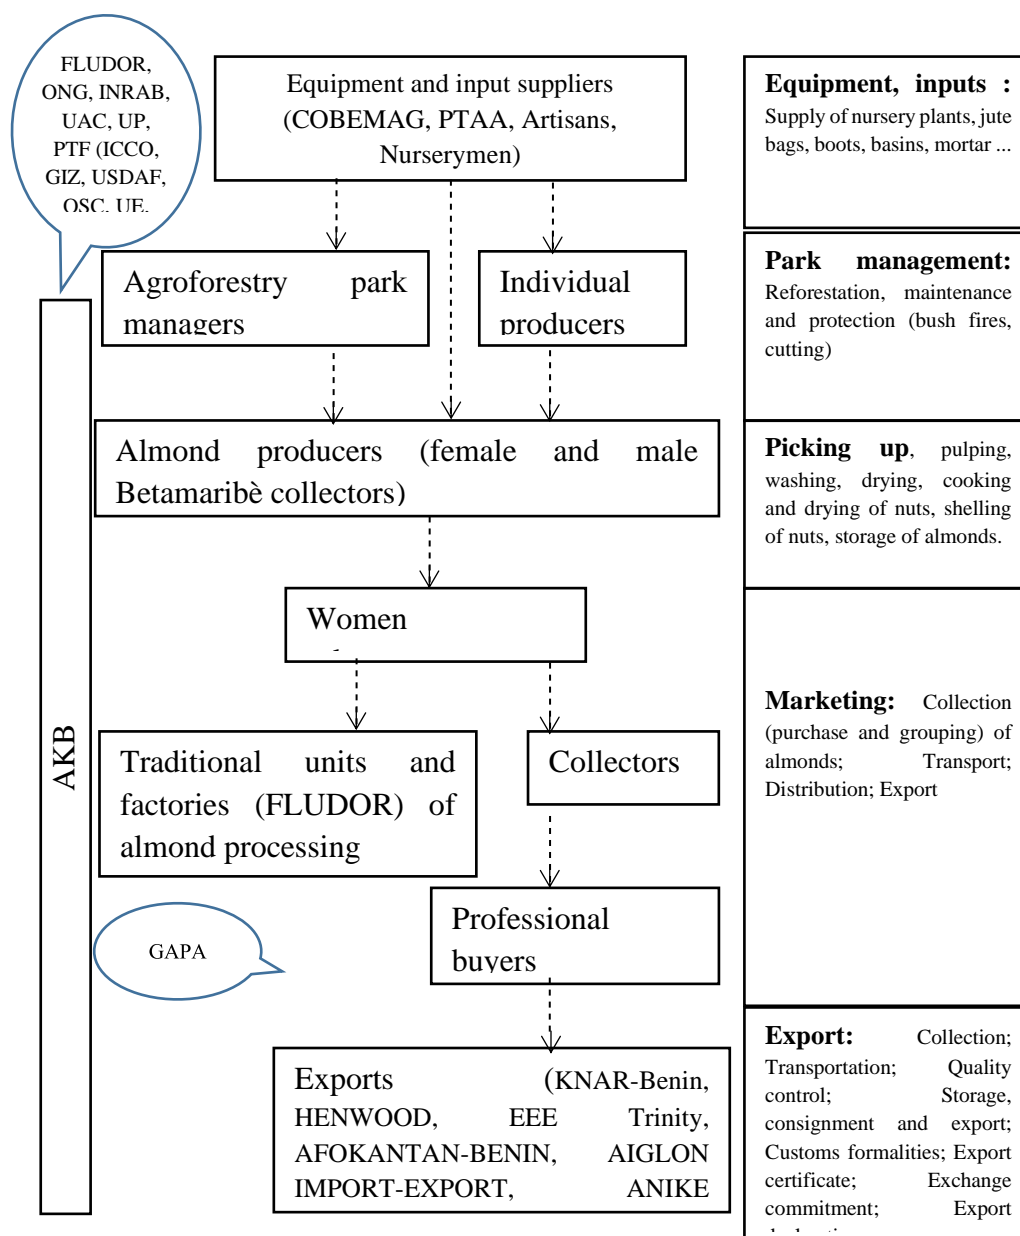 FLUDOR,
ONG, INRAB,
UAC, UP,
PTF (ICCO,
GIZ, USDAF,
OSC, UE,
Equipment and input suppliers
(COBEMAG, PTAA, Artisans,
Nurserymen)
Equipment, inputs :
Supply of nursery plants, jute
bags, boots, basins, mortar ...
Agroforestry park
managers
Individual
producers
Park management:
Reforestation, maintenance
and protection (bush fires,
cutting)
AKB
Almond producers (female and male
Betamaribè collectors)
Picking up, pulping,
washing, drying, cooking
and drying of nuts, shelling
of nuts, storage of almonds.
Women
Traditional units and
factories (FLUDOR) of
almond processing
Collectors
Marketing: Collection
(purchase and grouping) of
almonds; Transport;
Distribution; Export
Professional
buyers
GAPA
Exports (KNAR-Benin,
HENWOOD, EEE Trinity,
AFOKANTAN-BENIN, AIGLON
IMPORT-EXPORT, ANIKE
Export: Collection;
Transportation; Quality
control; Storage,
consignment and export;
Customs formalities; Export
certificate; Exchange
commitment; Export